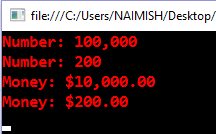 file:///C:/Users/NAIMISH/Desktop/
Number: 100,000
Number: 200
Money: $10,000.00
Money: $200.00